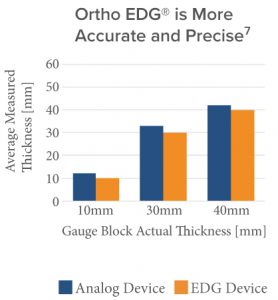 Ortho EDG® is More
Accurate and Precise⁷
Average Measured
Thickness [mm]
60
50
40
30
20
10
0
10mm 30mm 40mm
Gauge Block Actual Thickness [mm]
Analog Device EDG Device